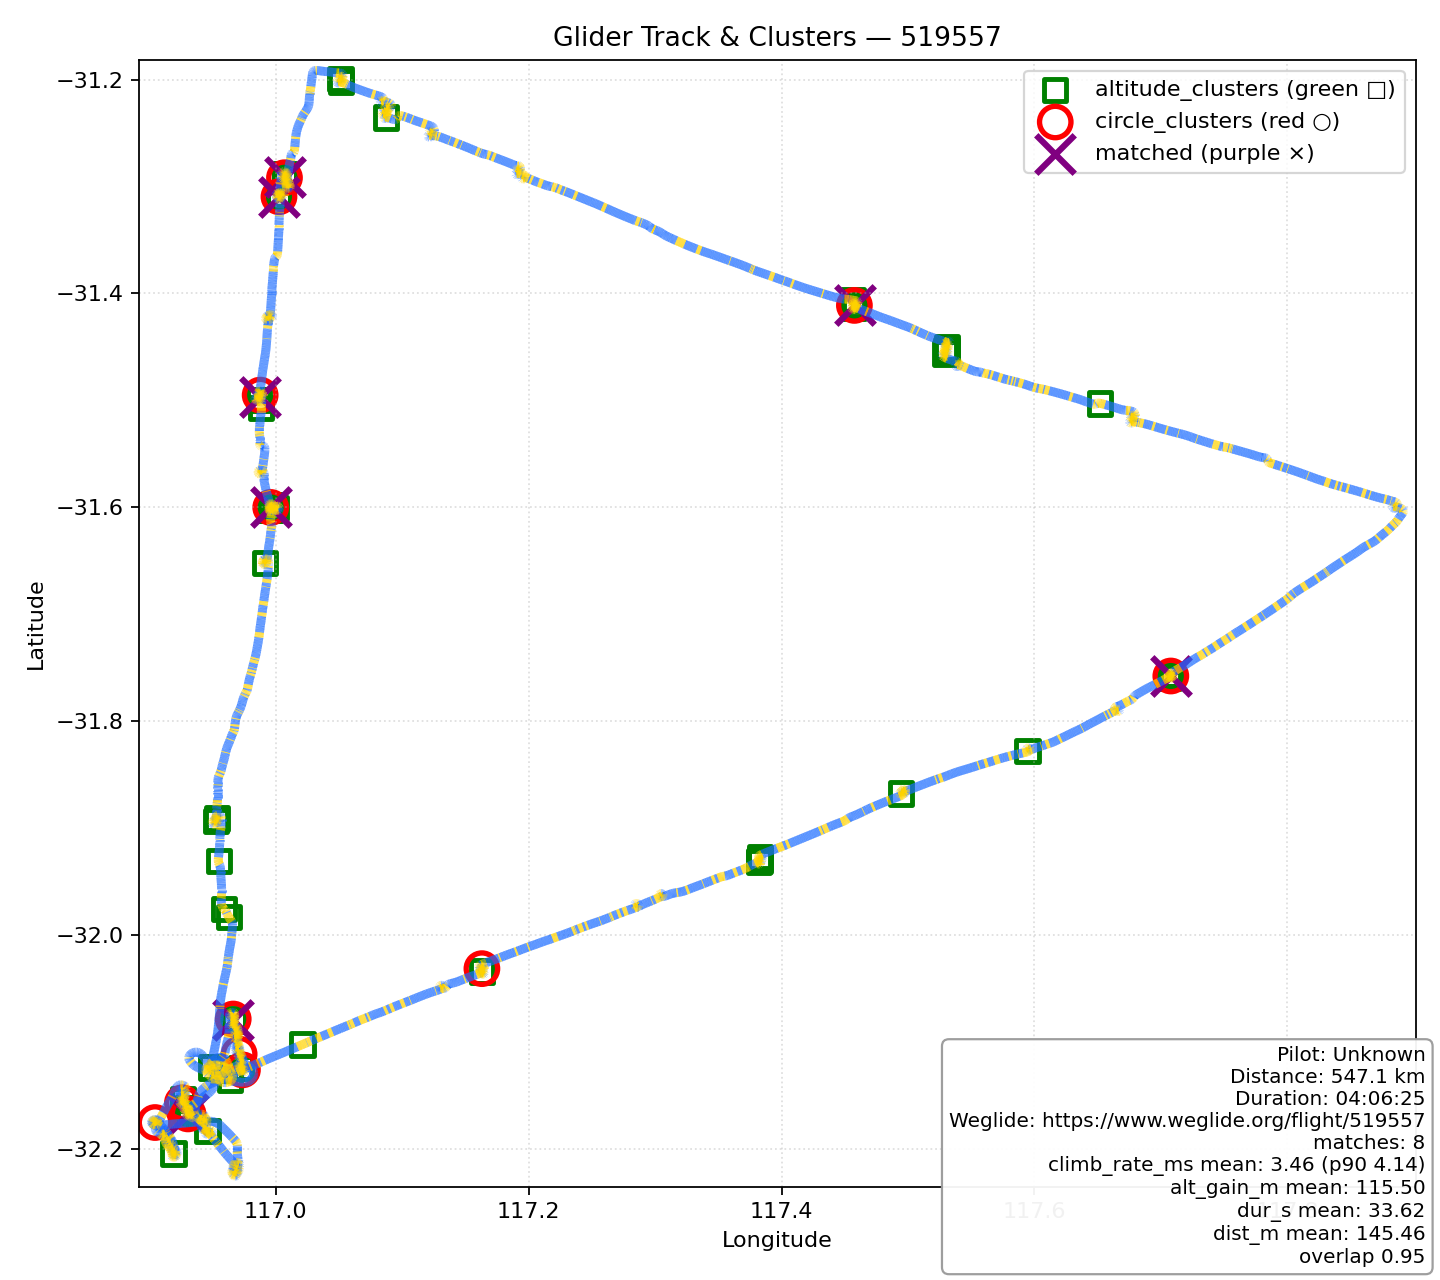 Glider Track & Clusters — 519557
altitude_clusters (green □)
circle_clusters (red ○)
matched (purple ×)
Latitude
−31.2
−31.4
−31.6
−31.8
−32.0
−32.2
117.0
117.2
117.4
117.6
Longitude
Pilot: Unknown
Distance: 547.1 km
Duration: 04:06:25
Weglide: https://www.weglide.org/flight/519557
matches: 8
climb_rate_ms mean: 3.46 (p90 4.14)
alt_gain_m mean: 115.50
dur_s mean: 33.62
dist_m mean: 145.46
overlap 0.95